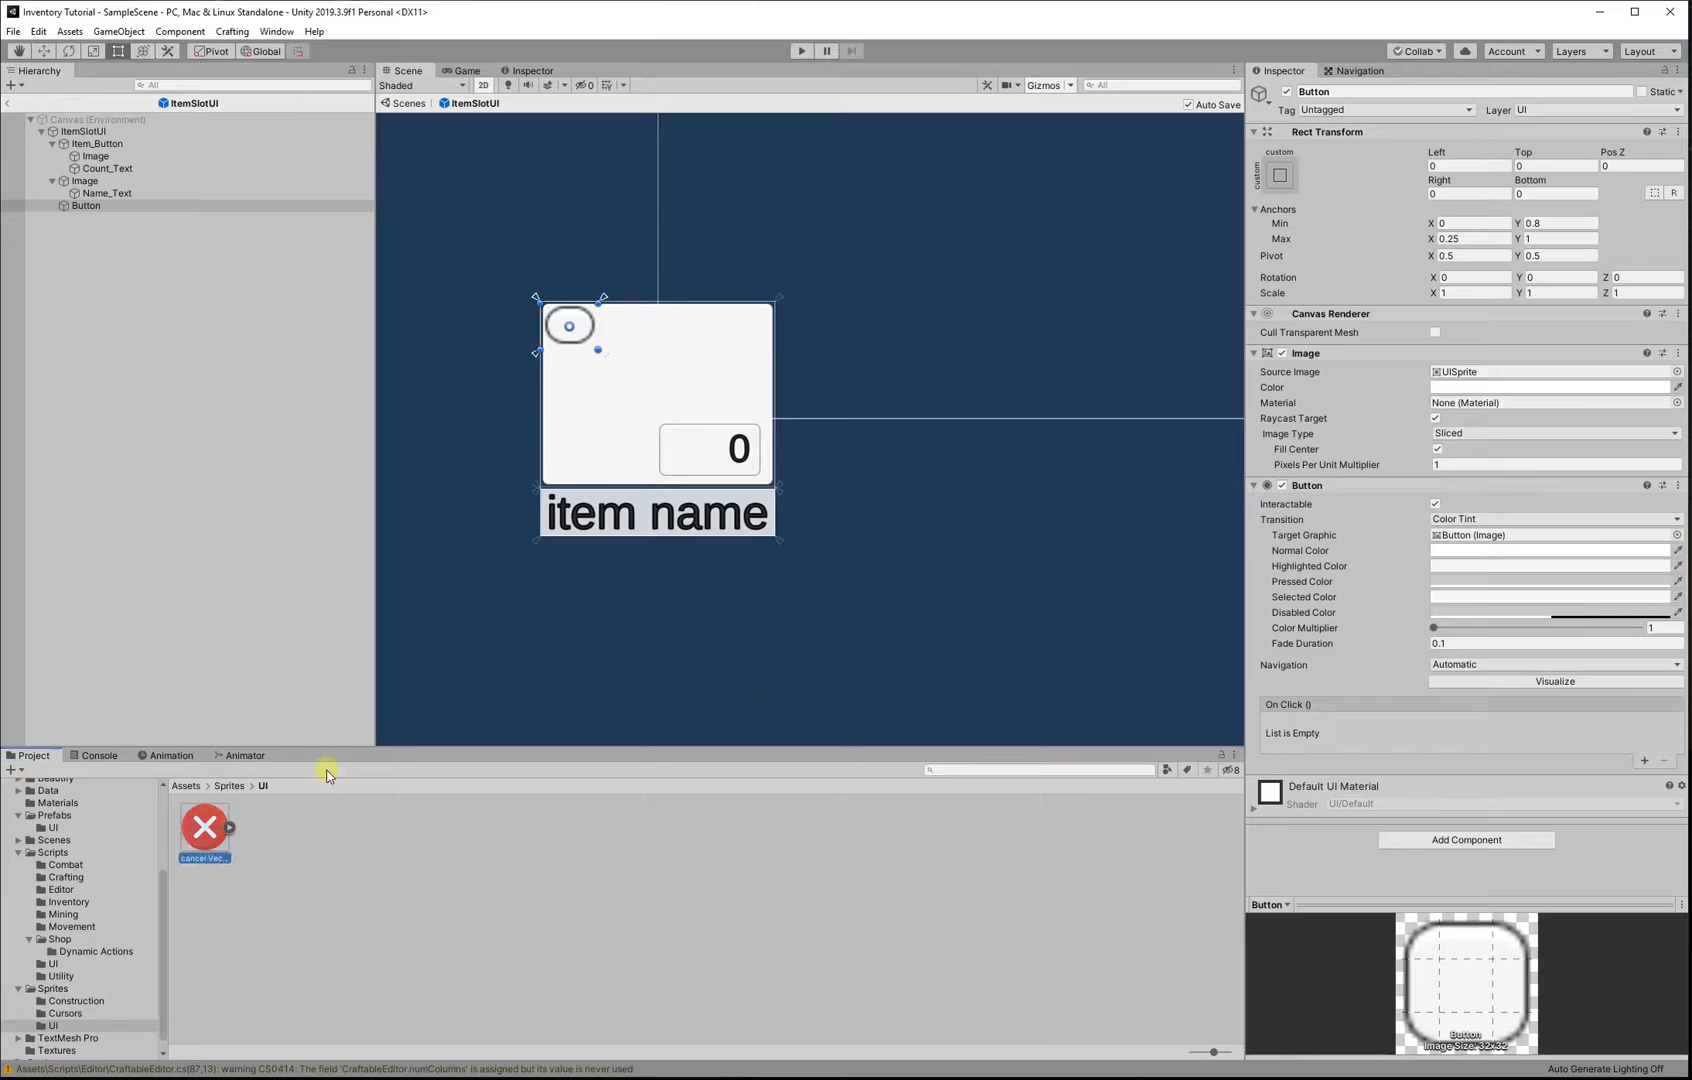 Inventory Tutorial - SampleScene - PC, Mac & Linux Standalone - Unity 2019.3.9f1 Personal <DX11>
File Edit Assets GameObject Component Crafting Window Help
Pivot Global Collab Account Layers Layout
Hierarchy
All
ItemSlotUI
Canvas (Environment)
ItemSlotUI
Item_Button
Image
Count_Text
Image
Name_Text
Button
Scene Game Inspector
Shaded 2D 0 Gizmos All
Scenes ItemSlotUI Auto Save
0
item name
Inspector Navigation
Button Static
Tag Untagged Layer UI
Rect Transform
custom Left Top Pos Z
custom 0 0 0
Right Bottom
0 0 R
Anchors
Min X 0 Y 0.8
Max X 0.25 Y 1
Pivot X 0.5 Y 0.5
Rotation X 0 Y 0 Z 0
Scale X 1 Y 1 Z 1
Canvas Renderer
Cull Transparent Mesh
Image
Source Image UISprite
Color
Material None (Material)
Raycast Target
Image Type Sliced
Fill Center
Pixels Per Unit Multiplier 1
Button
Interactable
Transition Color Tint
Target Graphic Button (Image)
Normal Color
Highlighted Color
Pressed Color
Selected Color
Disabled Color
Color Multiplier 1
Fade Duration 0.1
Navigation Automatic
Visualize
On Click ()
List is Empty
Default UI Material
Shader UI/Default
Add Component
Button
Button
Image Size: 32x32
Project Console Animation Animator
8
Assets > Sprites > UI
cancel Vec...
Beautify
Data
Materials
Prefabs
UI
Scenes
Scripts
Combat
Crafting
Editor
Inventory
Mining
Movement
Shop
Dynamic Actions
UI
Utility
Sprites
Construction
Cursors
UI
TextMesh Pro
Textures
Assets\Scripts\Editor\CraftableEditor.cs(87,13): warning CS0414: The field 'CraftableEditor.numColumns' is assigned but its value is never used
Auto Generate Lighting Off